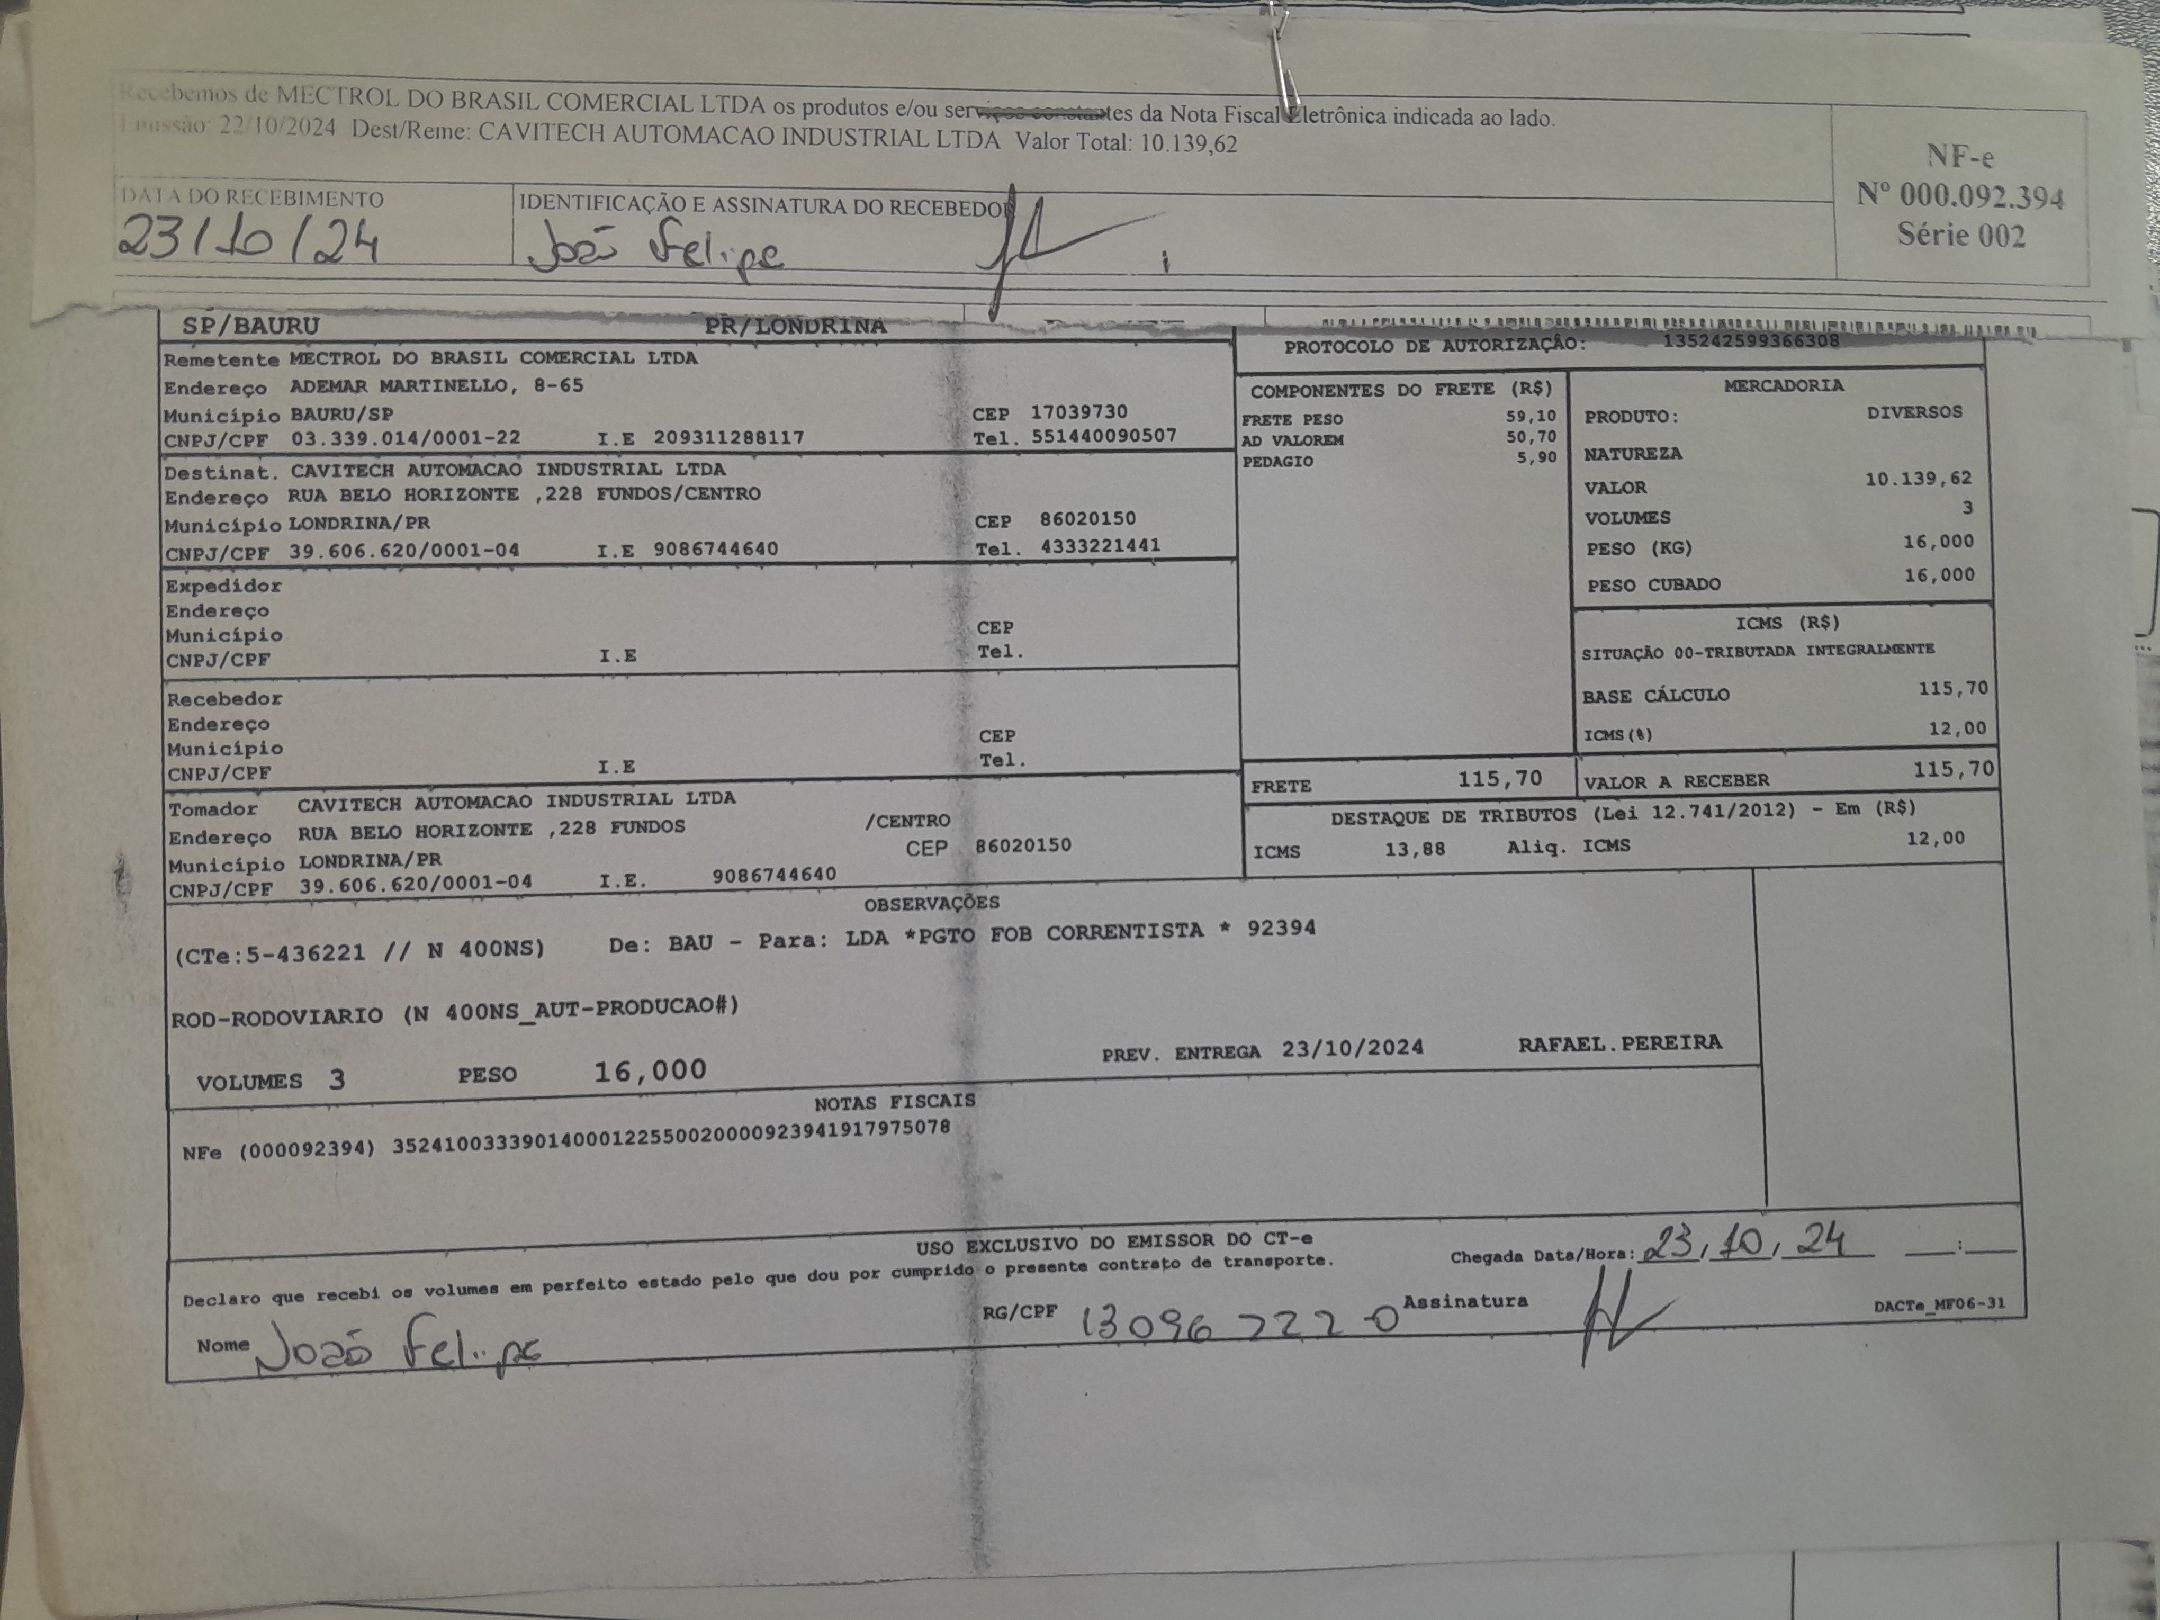 Recebemos de MECTROL DO BRASIL COMERCIAL LTDA os produtos e/ou serviços constantes da Nota Fiscal Eletrônica indicada ao lado.
Emissão: 22/10/2024 Dest/Reme: CAVITECH AUTOMACAO INDUSTRIAL LTDA Valor Total: 10.139,62
NF-e
Nº 000.092.394
Série 002
DATA DO RECEBIMENTO
23/10/24
IDENTIFICAÇÃO E ASSINATURA DO RECEBEDOR
João Felipe
SP/BAURU PR/LONDRINA
Remetente MECTROL DO BRASIL COMERCIAL LTDA
Endereço ADEMAR MARTINELLO, 8-65
Município BAURU/SP CEP 17039730
CNPJ/CPF 03.339.014/0001-22 I.E 209311288117 Tel. 551440090507
Destinat. CAVITECH AUTOMACAO INDUSTRIAL LTDA
Endereço RUA BELO HORIZONTE ,228 FUNDOS/CENTRO
Município LONDRINA/PR CEP 86020150
CNPJ/CPF 39.606.620/0001-04 I.E 9086744640 Tel. 4333221441
Expedidor
Endereço
Município CEP
CNPJ/CPF I.E Tel.
Recebedor
Endereço
Município CEP
CNPJ/CPF I.E Tel.
Tomador CAVITECH AUTOMACAO INDUSTRIAL LTDA
Endereço RUA BELO HORIZONTE ,228 FUNDOS /CENTRO
Município LONDRINA/PR CEP 86020150
CNPJ/CPF 39.606.620/0001-04 I.E. 9086744640
PROTOCOLO DE AUTORIZAÇÃO: 135242599366308
COMPONENTES DO FRETE (R$)
FRETE PESO 59,10
AD VALOREM 50,70
PEDAGIO 5,90
MERCADORIA
PRODUTO: DIVERSOS
NATUREZA
VALOR 10.139,62
VOLUMES 3
PESO (KG) 16,000
PESO CUBADO 16,000
ICMS (R$)
SITUAÇÃO 00-TRIBUTADA INTEGRALMENTE
BASE CÁLCULO 115,70
ICMS(%) 12,00
FRETE 115,70 VALOR A RECEBER 115,70
DESTAQUE DE TRIBUTOS (Lei 12.741/2012) - Em (R$)
ICMS 13,88 Aliq. ICMS 12,00
OBSERVAÇÕES
(CTe:5-436221 // N 400NS) De: BAU - Para: LDA *PGTO FOB CORRENTISTA * 92394
ROD-RODOVIARIO (N 400NS_AUT-PRODUCAO#)
VOLUMES 3 PESO 16,000 PREV. ENTREGA 23/10/2024 RAFAEL.PEREIRA
NOTAS FISCAIS
NFe (000092394) 35241003339014000122550020000923941917975078
USO EXCLUSIVO DO EMISSOR DO CT-e
Declaro que recebi os volumes em perfeito estado pelo que dou por cumprido o presente contrato de transporte.
Chegada Data/Hora: 23,10,24 __:__
Nome João Felipe RG/CPF 13096722-0 Assinatura
DACTe_MF06-31